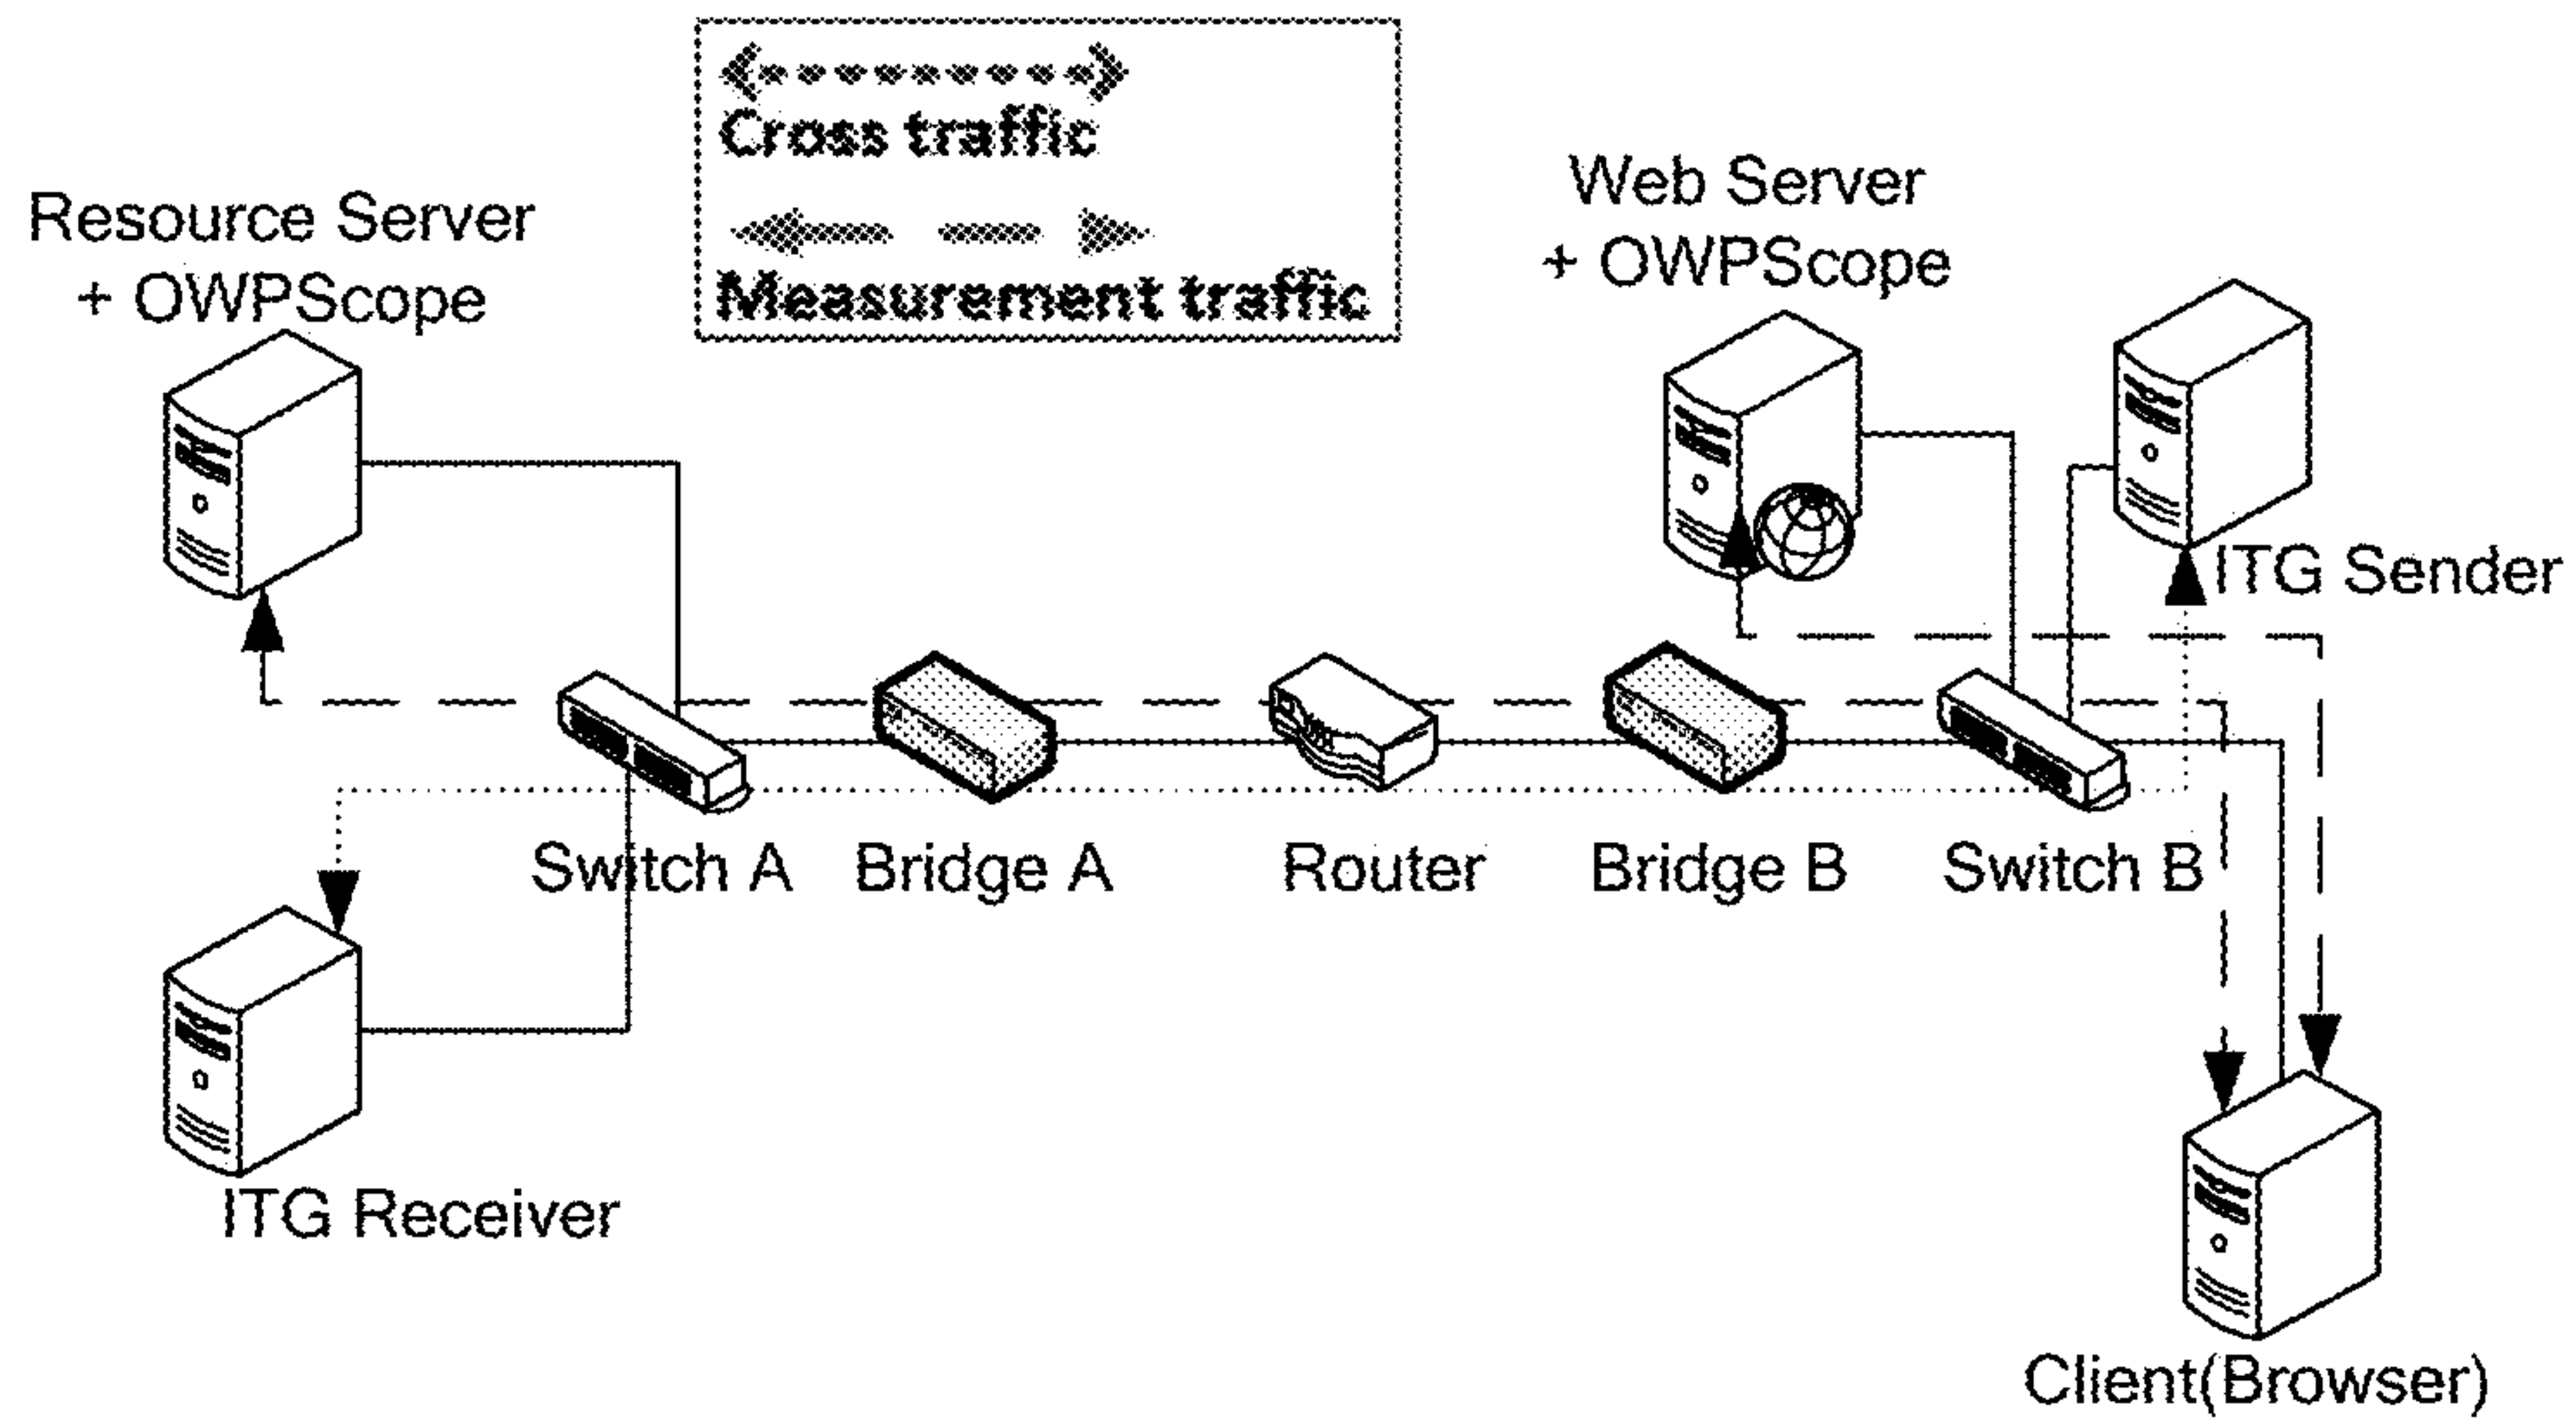 Cross traffic
Measurement traffic
Resource Server
+ OWPScope
Web Server
+ OWPScope
ITG Sender
Switch A
Bridge A
Router
Bridge B
Switch B
ITG Receiver
Client(Browser)